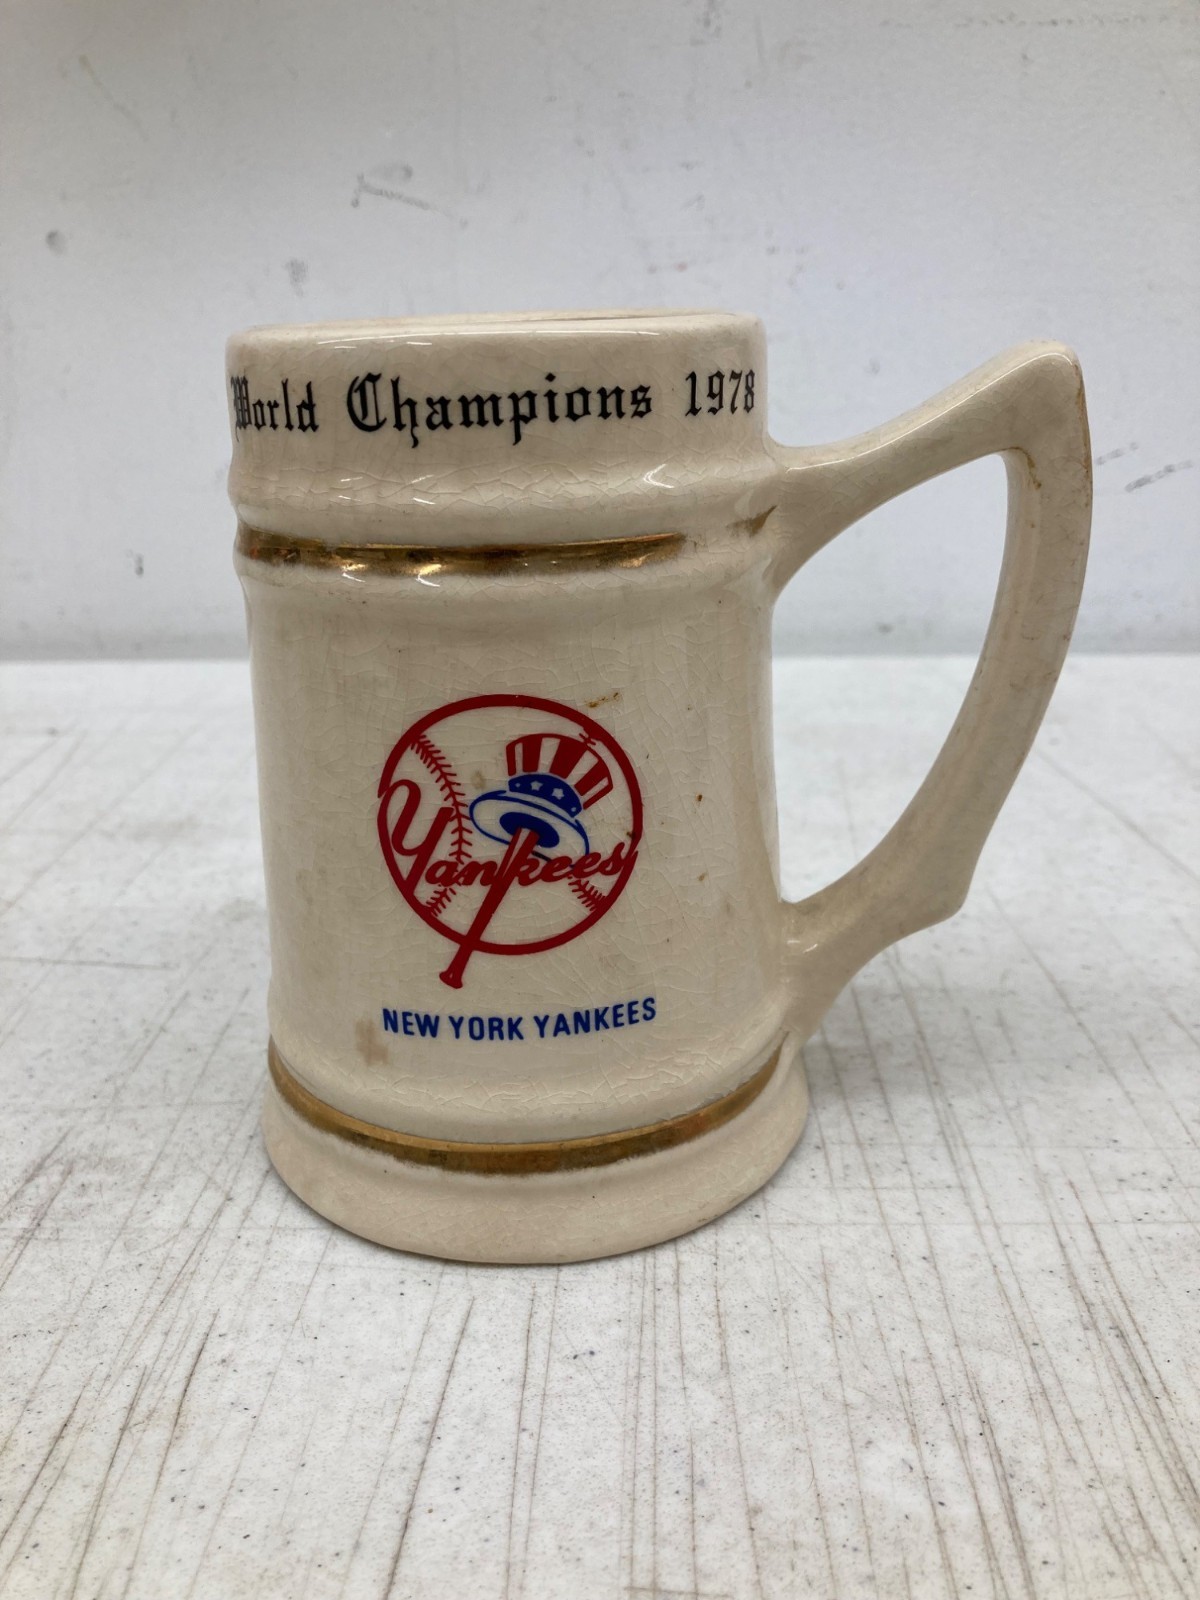 World Champions 1978
Yankees
NEW YORK YANKEES